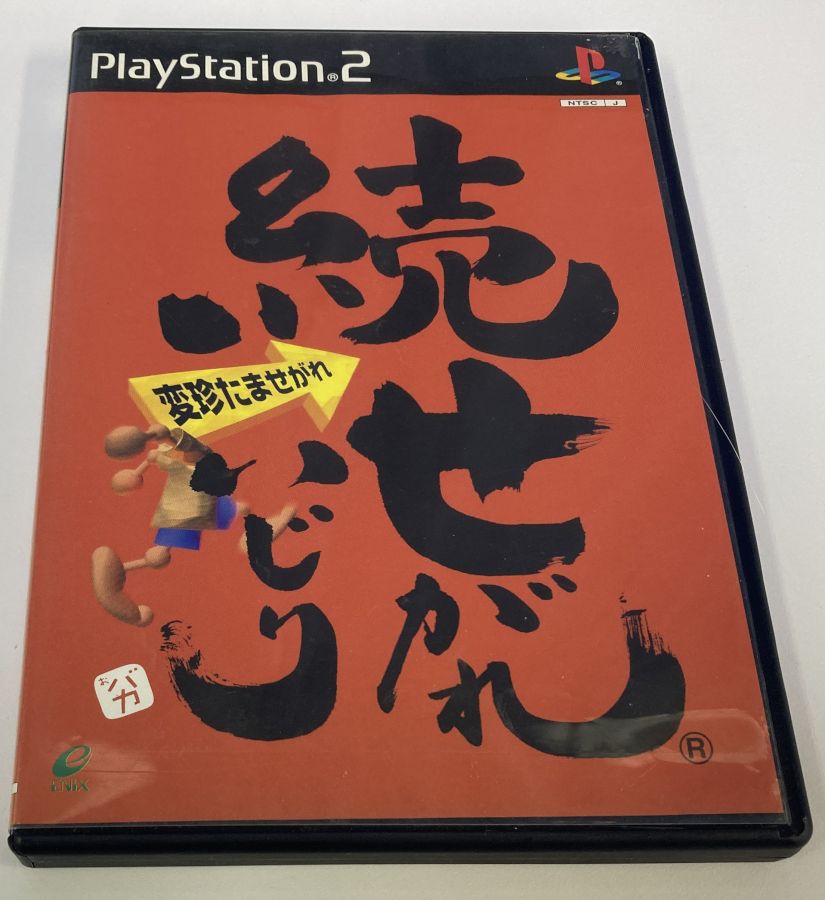 PlayStation®2
NTSC J
続せがれ
いじり
変珍たませがれ
おバカ
ENIX
®